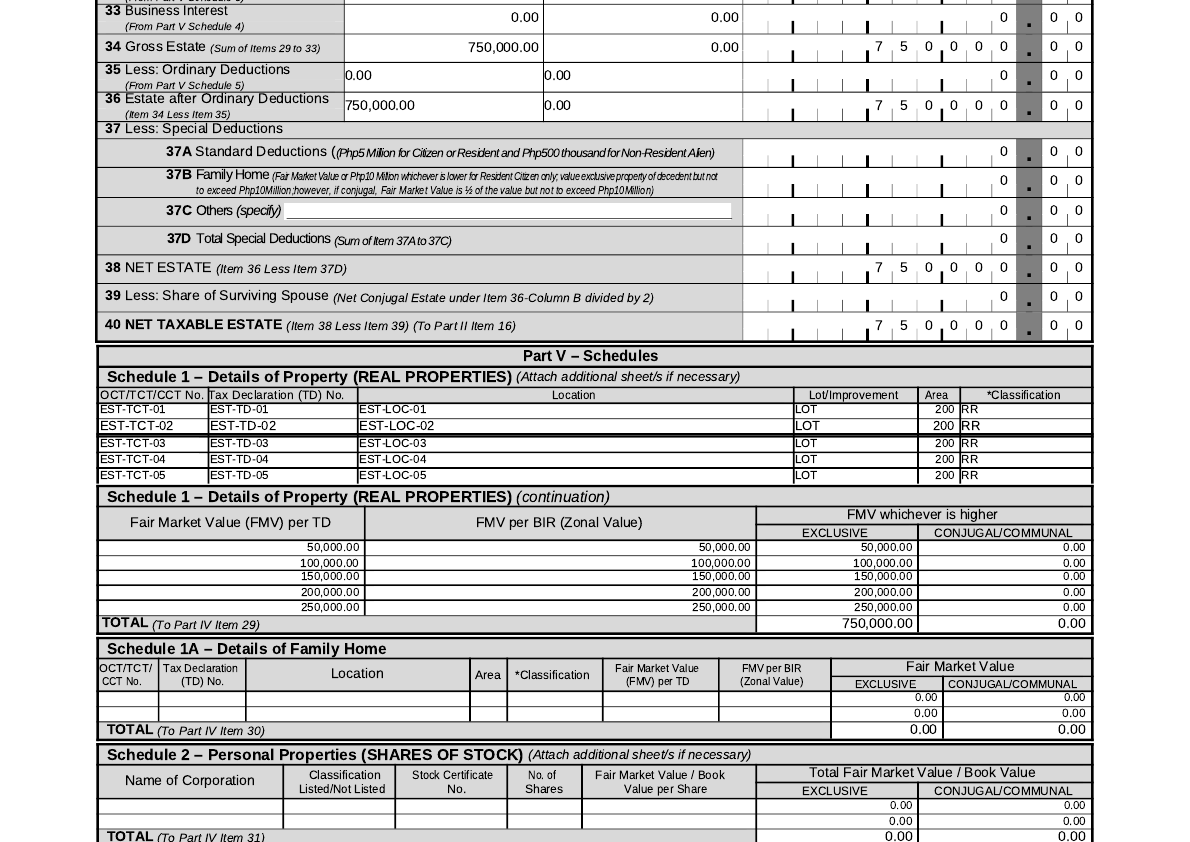 33 Business Interest 0.00 0.00 0 . 0 0
(From Part V Schedule 4)
34 Gross Estate (Sum of Items 29 to 33) 750,000.00 0.00 7 5 0 0 0 0 . 0 0
35 Less: Ordinary Deductions 0.00 0.00 0 . 0 0
(From Part V Schedule 5)
36 Estate after Ordinary Deductions 750,000.00 0.00 7 5 0 0 0 0 . 0 0
(Item 34 Less Item 35)
37 Less: Special Deductions
37A Standard Deductions ((Php5 Million for Citizen or Resident and Php500 thousand for Non-Resident Alien) 0 . 0 0
37B Family Home (Fair Market Value or Php10 Million whichever is lower for Resident Citizen only; value exclusive property of decedent but not 0 . 0 0
to exceed Php10Million;however, if conjugal, Fair Market Value is ½ of the value but not to exceed Php10Million)
37C Others (specify) 0 . 0 0
37D Total Special Deductions (Sum of Item 37A to 37C) 0 . 0 0
38 NET ESTATE (Item 36 Less Item 37D) 7 5 0 0 0 0 . 0 0
39 Less: Share of Surviving Spouse (Net Conjugal Estate under Item 36-Column B divided by 2) 0 . 0 0
40 NET TAXABLE ESTATE (Item 38 Less Item 39) (To Part II Item 16) 7 5 0 0 0 0 . 0 0
Part V – Schedules
Schedule 1 – Details of Property (REAL PROPERTIES) (Attach additional sheet/s if necessary)
OCT/TCT/CCT No. Tax Declaration (TD) No. Location Lot/Improvement Area *Classification
EST-TCT-01 EST-TD-01 EST-LOC-01 LOT 200 RR
EST-TCT-02 EST-TD-02 EST-LOC-02 LOT 200 RR
EST-TCT-03 EST-TD-03 EST-LOC-03 LOT 200 RR
EST-TCT-04 EST-TD-04 EST-LOC-04 LOT 200 RR
EST-TCT-05 EST-TD-05 EST-LOC-05 LOT 200 RR
Schedule 1 – Details of Property (REAL PROPERTIES) (continuation)
Fair Market Value (FMV) per TD FMV per BIR (Zonal Value) FMV whichever is higher
EXCLUSIVE CONJUGAL/COMMUNAL
50,000.00 50,000.00 50,000.00 0.00
100,000.00 100,000.00 100,000.00 0.00
150,000.00 150,000.00 150,000.00 0.00
200,000.00 200,000.00 200,000.00 0.00
250,000.00 250,000.00 250,000.00 0.00
TOTAL (To Part IV Item 29) 750,000.00 0.00
Schedule 1A – Details of Family Home
OCT/TCT/ CCT No. Tax Declaration (TD) No. Location Area *Classification Fair Market Value (FMV) per TD FMV per BIR (Zonal Value) Fair Market Value
EXCLUSIVE CONJUGAL/COMMUNAL
0.00 0.00
0.00 0.00
TOTAL (To Part IV Item 30) 0.00 0.00
Schedule 2 – Personal Properties (SHARES OF STOCK) (Attach additional sheet/s if necessary)
Name of Corporation Classification Listed/Not Listed Stock Certificate No. No. of Shares Fair Market Value / Book Value per Share Total Fair Market Value / Book Value
EXCLUSIVE CONJUGAL/COMMUNAL
0.00 0.00
0.00 0.00
TOTAL (To Part IV Item 31) 0.00 0.00